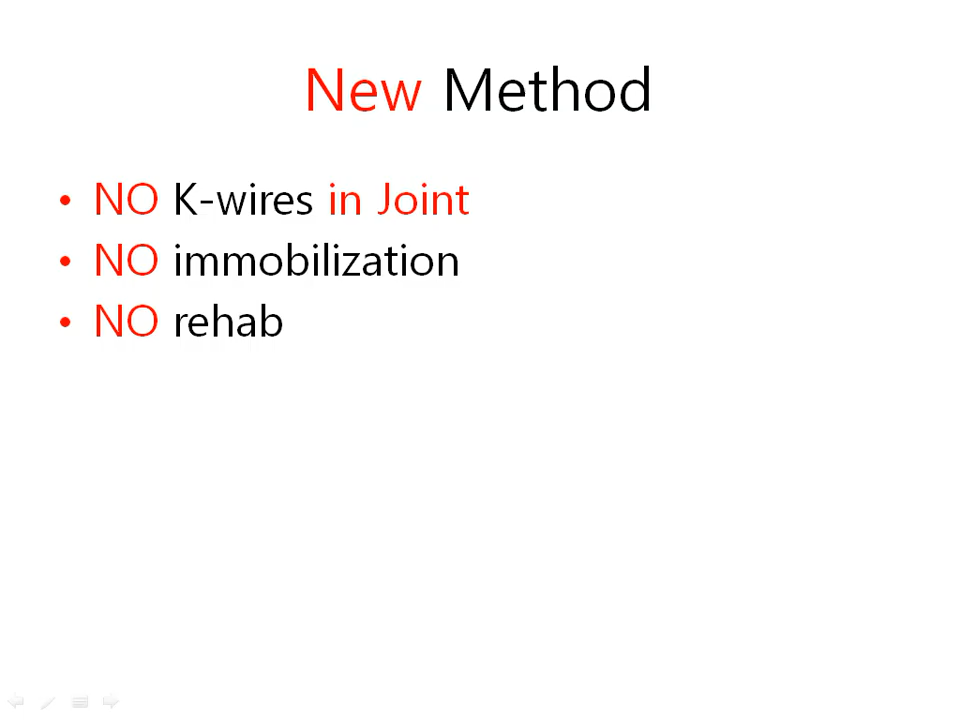 New Method
• NO K-wires in Joint
• NO immobilization
• NO rehab